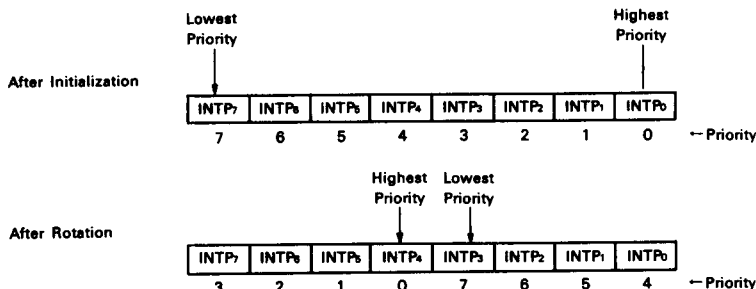 Lowest Priority
Highest Priority
After Initialization
INTP₇ INTP₆ INTP₅ INTP₄ INTP₃ INTP₂ INTP₁ INTP₀
7 6 5 4 3 2 1 0 ←Priority
Highest Priority
Lowest Priority
After Rotation
INTP₇ INTP₆ INTP₅ INTP₄ INTP₃ INTP₂ INTP₁ INTP₀
3 2 1 0 7 6 5 4 ←Priority